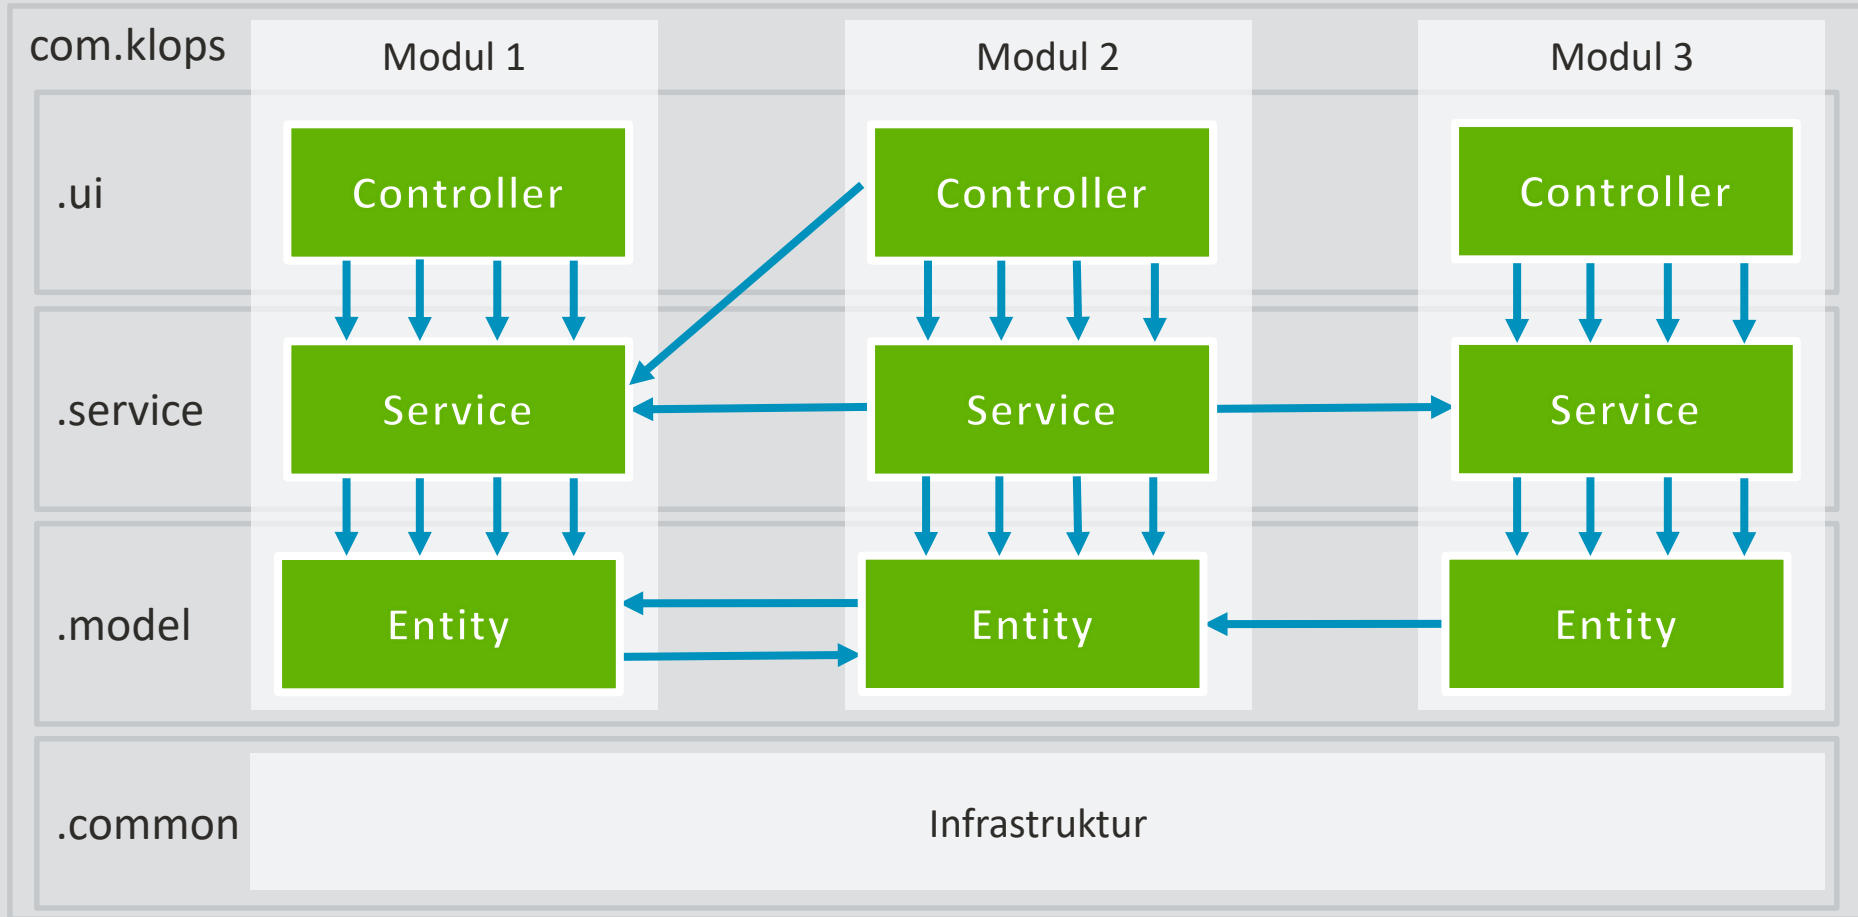 com.klops
Modul 1
Modul 2
Modul 3
.ui
Controller
Controller
Controller
.service
Service
Service
Service
.model
Entity
Entity
Entity
.common
Infrastruktur